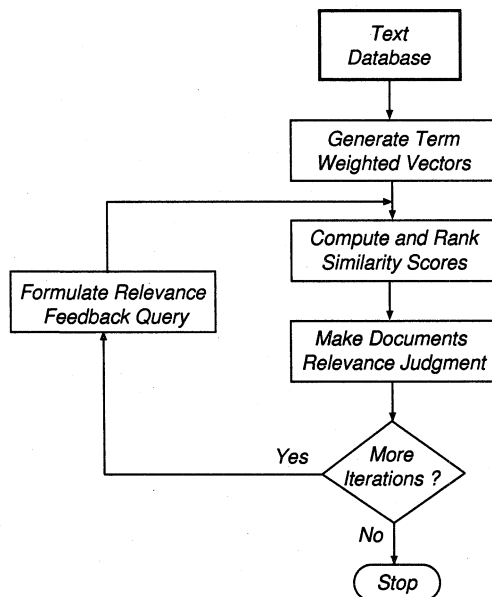 Text
Database
Generate Term
Weighted Vectors
Compute and Rank
Similarity Scores
Formulate Relevance
Feedback Query
Make Documents
Relevance Judgment
Yes
More
Iterations ?
No
Stop